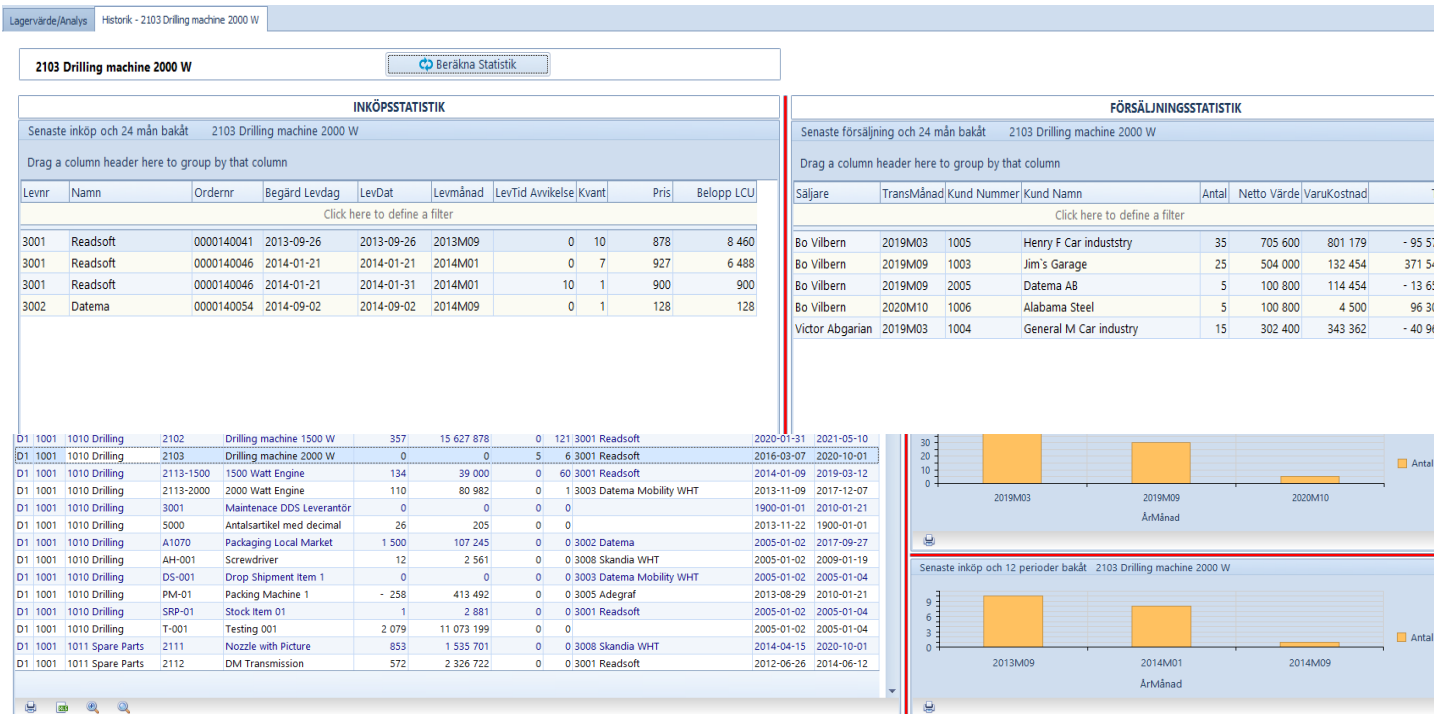 Lagervärde/Analys Historik - 2103 Drilling machine 2000 W
2103 Drilling machine 2000 W Beräkna Statistik
INKÖPSSTATISTIK
Senaste inköp och 24 mån bakåt 2103 Drilling machine 2000 W
Drag a column header here to group by that column
Levnr Namn Ordernr Begärd Levdag LevDat Levmånad LevTid Avvikelse Kvant Pris Belopp LCU
Click here to define a filter
3001 Readsoft 0000140041 2013-09-26 2013-09-26 2013M09 0 10 878 8 460
3001 Readsoft 0000140046 2014-01-21 2014-01-21 2014M01 0 7 927 6 488
3001 Readsoft 0000140046 2014-01-21 2014-01-31 2014M01 10 1 900 900
3002 Datema 0000140054 2014-09-02 2014-09-02 2014M09 0 1 128 128
FÖRSÄLJNINGSSTATISTIK
Senaste försäljning och 24 mån bakåt 2103 Drilling machine 2000 W
Drag a column header here to group by that column
Säljare TransMånad Kund Nummer Kund Namn Antal Netto Värde VaruKostnad
Click here to define a filter
Bo Vilbern 2019M03 1005 Henry F Car induststry 35 705 600 801 179 - 95 57
Bo Vilbern 2019M09 1003 Jim`s Garage 25 504 000 132 454 371 54
Bo Vilbern 2019M09 2005 Datema AB 5 100 800 114 454 - 13 65
Bo Vilbern 2020M10 1006 Alabama Steel 5 100 800 4 500 96 30
Victor Abgarian 2019M03 1004 General M Car industry 15 302 400 343 362 - 40 96
D1 1001 1010 Drilling 2102 Drilling machine 1500 W 357 15 627 878 0 121 3001 Readsoft 2020-01-31 2021-05-10
D1 1001 1010 Drilling 2103 Drilling machine 2000 W 0 0 5 6 3001 Readsoft 2016-03-07 2020-10-01
D1 1001 1010 Drilling 2113-1500 1500 Watt Engine 134 39 000 0 60 3001 Readsoft 2014-01-09 2019-03-12
D1 1001 1010 Drilling 2113-2000 2000 Watt Engine 110 80 982 0 1 3003 Datema Mobility WHT 2013-11-09 2017-12-07
D1 1001 1010 Drilling 3001 Maintenace DDS Leverantör 0 0 0 0 1900-01-01 2010-01-21
D1 1001 1010 Drilling 5000 Antalsartikel med decimal 26 205 0 0 2013-11-22 1900-01-01
D1 1001 1010 Drilling A1070 Packaging Local Market 1 500 107 245 0 0 3002 Datema 2005-01-02 2017-09-27
D1 1001 1010 Drilling AH-001 Screwdriver 12 2 561 0 0 3008 Skandia WHT 2005-01-02 2009-01-19
D1 1001 1010 Drilling DS-001 Drop Shipment Item 1 0 0 0 0 3003 Datema Mobility WHT 2005-01-02 2005-01-04
D1 1001 1010 Drilling PM-01 Packing Machine 1 - 258 413 492 0 0 3005 Adegraf 2013-08-29 2010-01-21
D1 1001 1010 Drilling SRP-01 Stock Item 01 1 2 881 0 0 3001 Readsoft 2005-01-02 2005-01-04
D1 1001 1010 Drilling T-001 Testing 001 2 079 11 073 199 0 0 2005-01-02 2005-01-04
D1 1001 1011 Spare Parts 2111 Nozzle with Picture 853 1 535 701 0 0 3008 Skandia WHT 2014-04-15 2020-10-01
D1 1001 1011 Spare Parts 2112 DM Transmission 572 2 326 722 0 0 3001 Readsoft 2012-06-26 2014-06-12
30
20
10
0
2019M03 2019M09 2020M10
ÅrMånad
Antal
Senaste inköp och 12 perioder bakåt 2103 Drilling machine 2000 W
9
6
3
0
2013M09 2014M01 2014M09
ÅrMånad
Antal